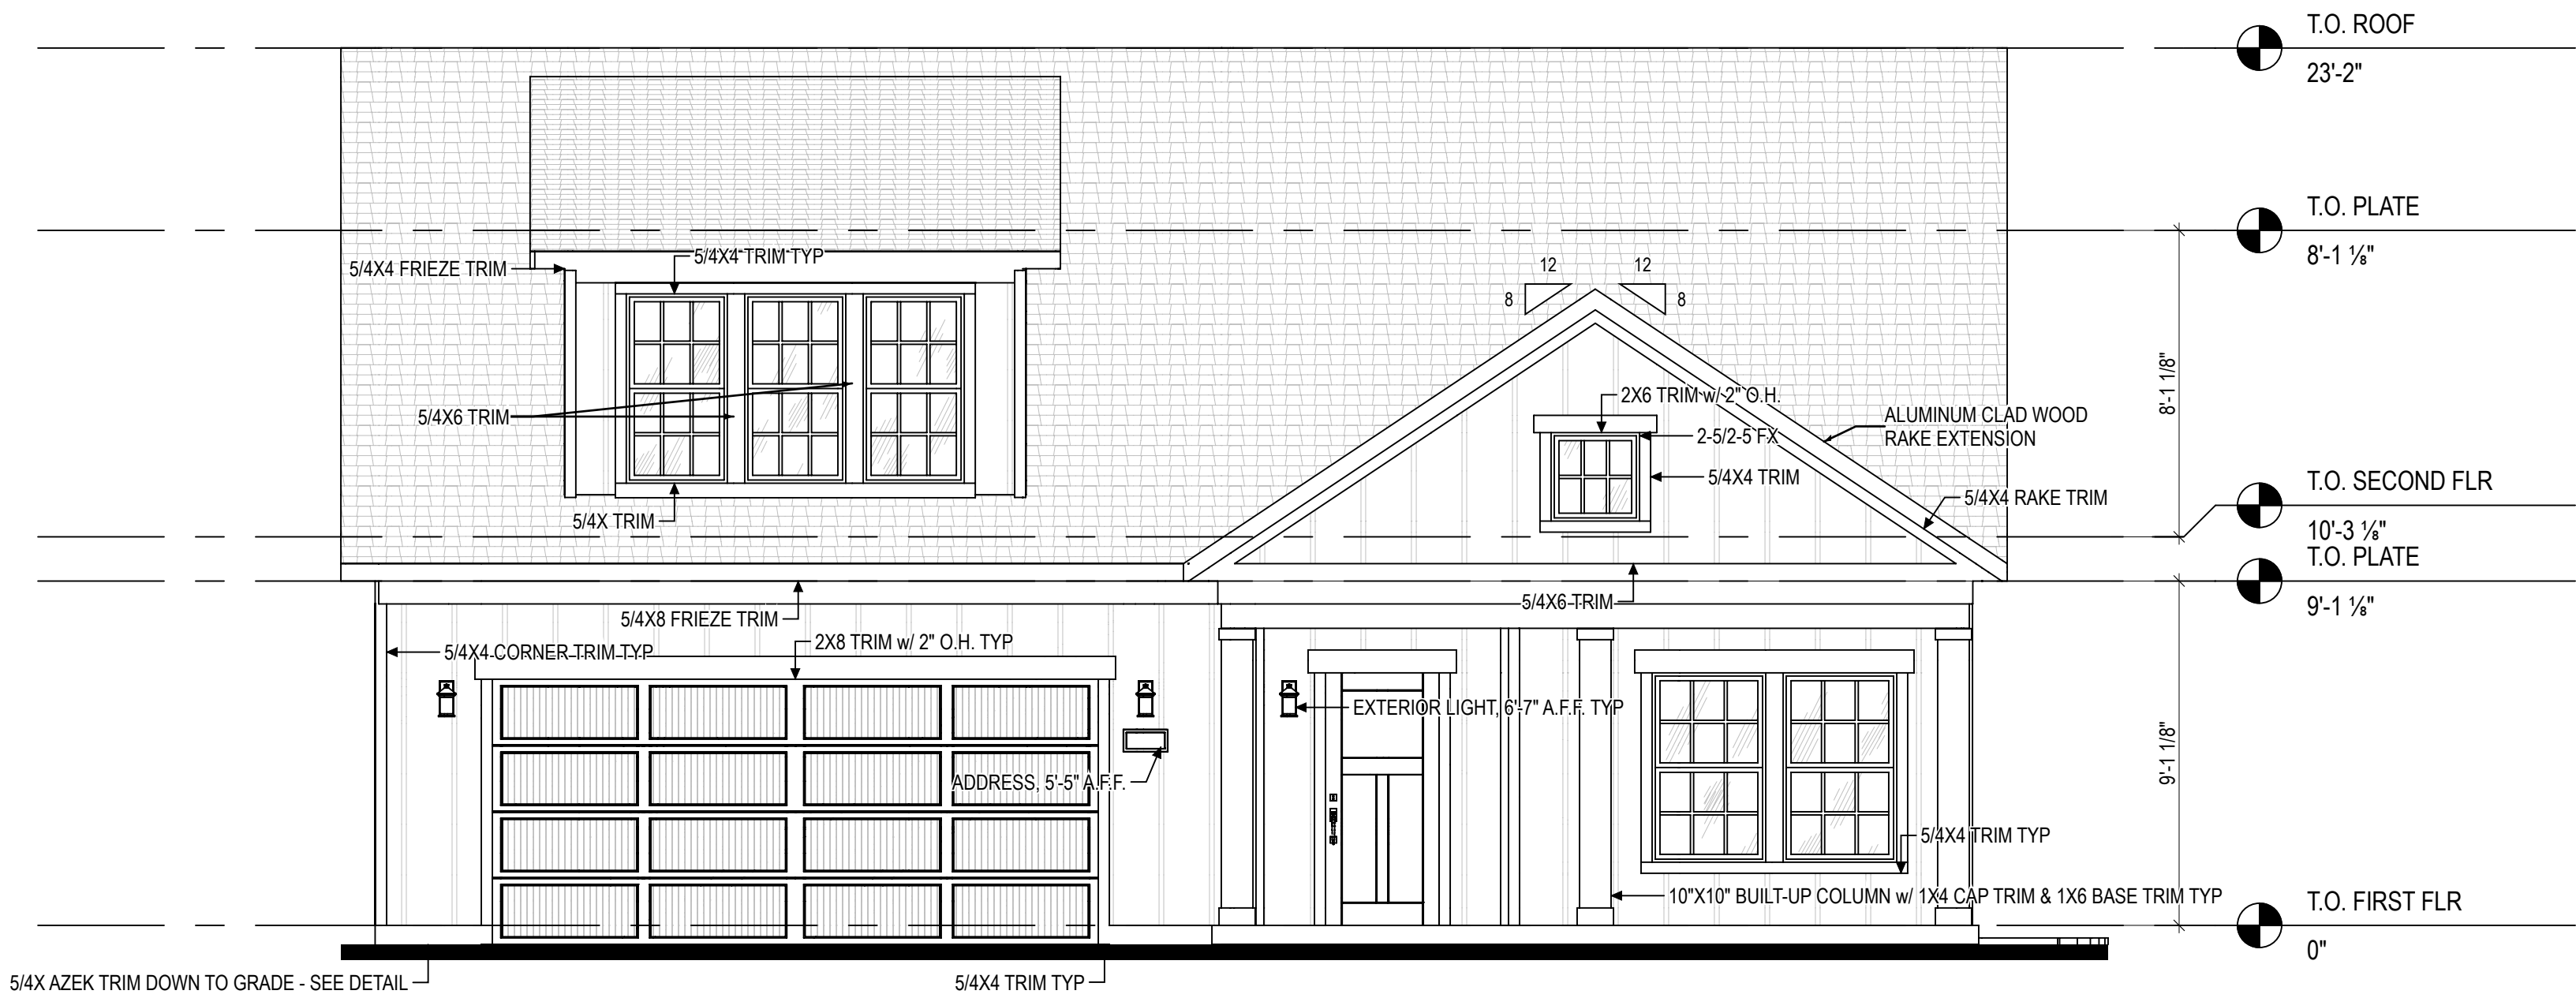 T.O. ROOF
23'-2"
T.O. PLATE
8'-1 ⅛"
5/4X4 FRIEZE TRIM
5/4X4 TRIM TYP
12
12
8
8
8'-1 1/8"
5/4X6 TRIM
2X6 TRIM w/ 2" O.H.
2-5/2-5 FX
ALUMINUM CLAD WOOD
RAKE EXTENSION
5/4X4 TRIM
5/4X4 RAKE TRIM
5/4X TRIM
T.O. SECOND FLR
10'-3 ⅛"
T.O. PLATE
9'-1 ⅛"
5/4X8 FRIEZE TRIM
5/4X6 TRIM
5/4X4 CORNER TRIM TYP
2X8 TRIM w/ 2" O.H. TYP
EXTERIOR LIGHT, 6'-7" A.F.F. TYP
9'-1 1/8"
ADDRESS, 5'-5" A.F.F.
5/4X4 TRIM TYP
10"X10" BUILT-UP COLUMN w/ 1X4 CAP TRIM & 1X6 BASE TRIM TYP
T.O. FIRST FLR
0"
5/4X AZEK TRIM DOWN TO GRADE - SEE DETAIL
5/4X4 TRIM TYP